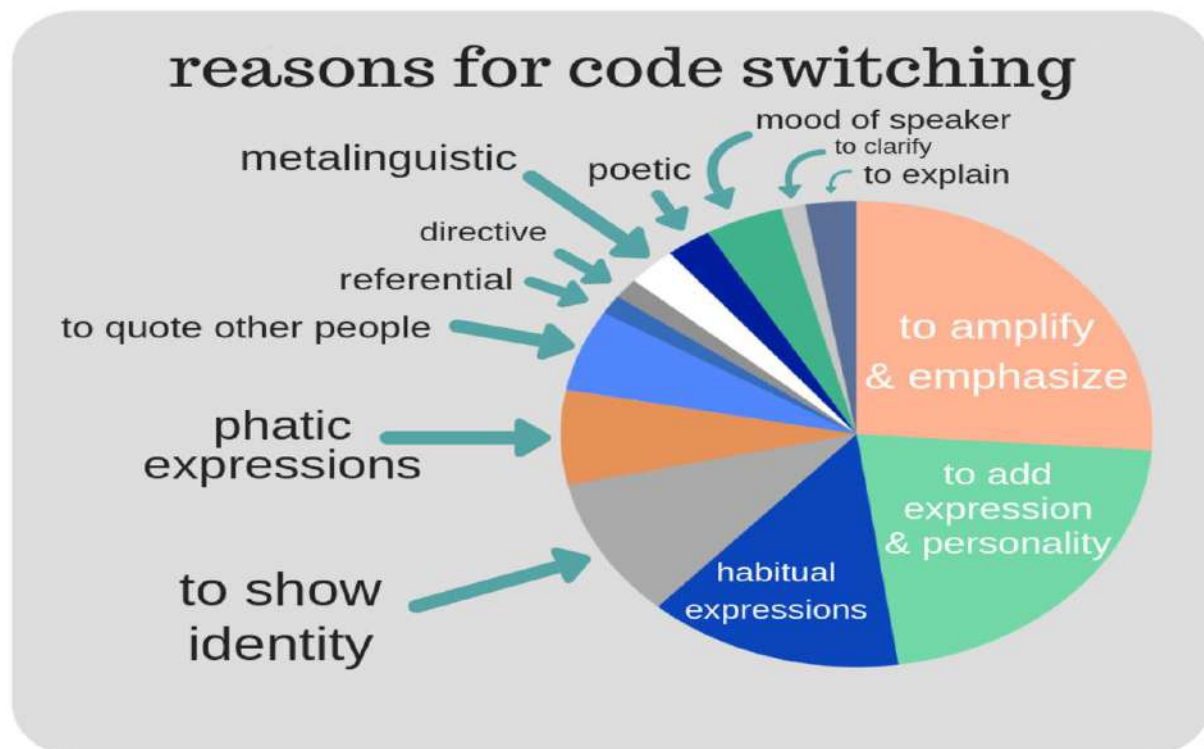 reasons for code switching
mood of speaker
to clarify
to explain
poetic
metalinguistic
directive
referential
to quote other people
phatic
expressions
to show
identity
to amplify
& emphasize
to add
expression
& personality
habitual
expressions